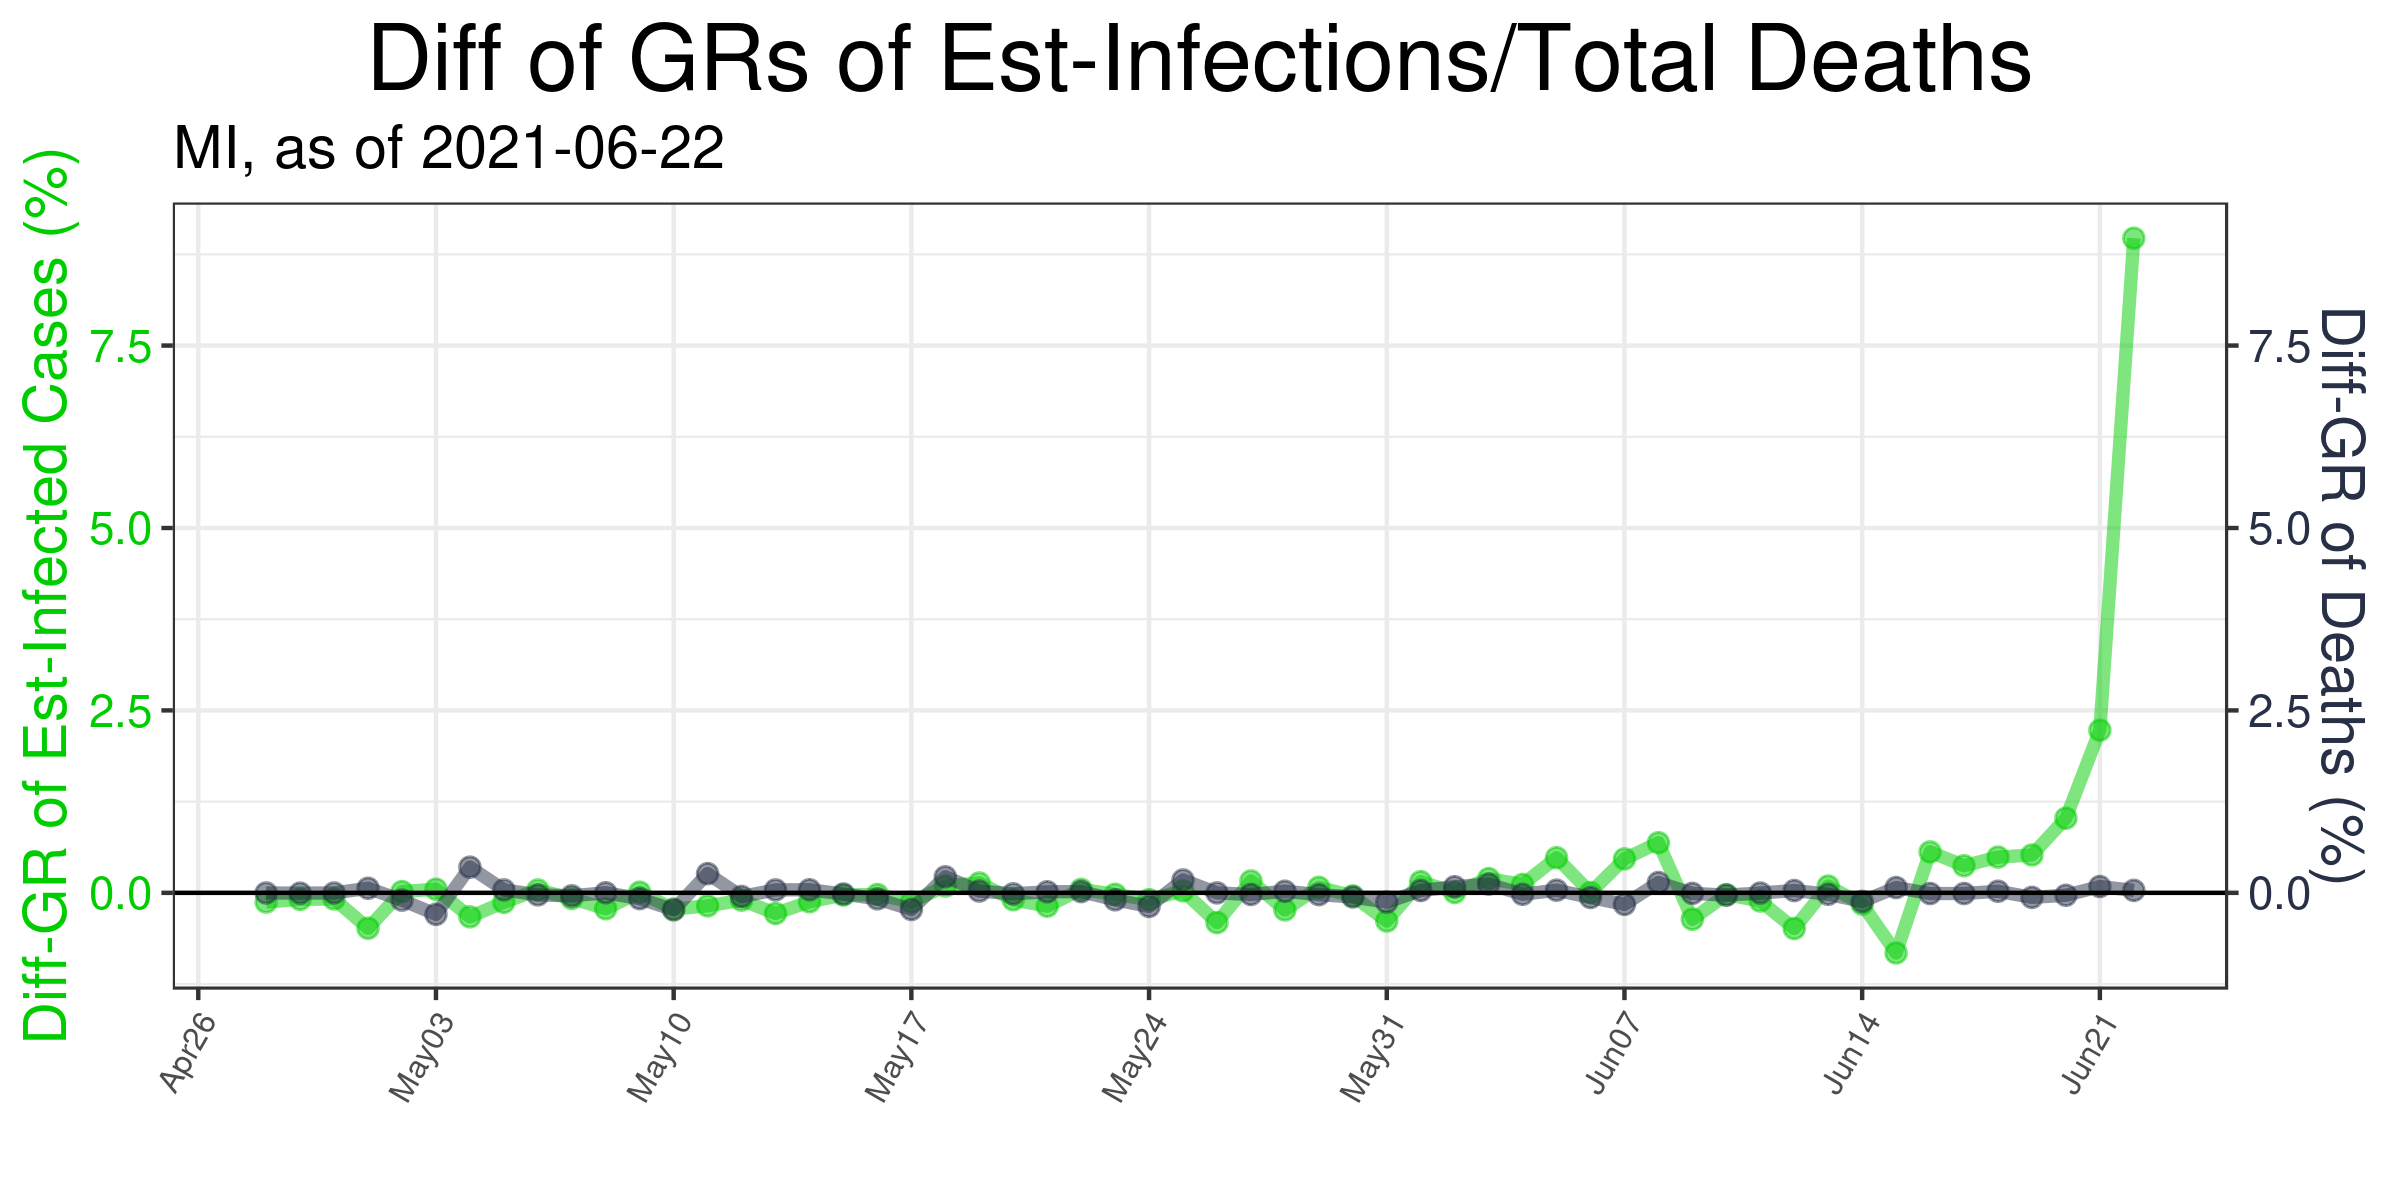 Diff of GRs of Est-Infections/Total Deaths
MI, as of 2021-06-22
Diff-GR of Est-Infected Cases (%)
7.5
5.0
2.5
0.0
7.5
5.0
2.5
0.0
Diff-GR of Deaths (%)
Apr26
May03
May10
May17
May24
May31
Jun07
Jun14
Jun21